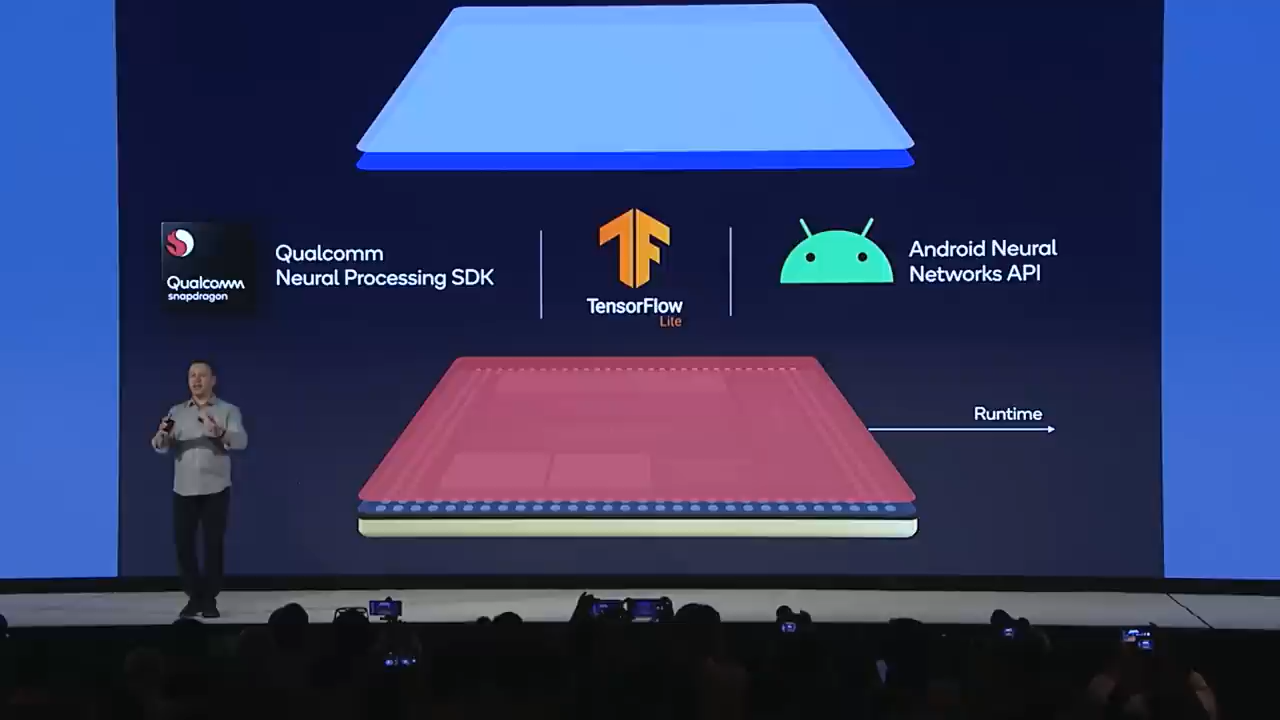 Qualcomm
snapdragon
Qualcomm
Neural Processing SDK
TensorFlow
Lite
Android Neural
Networks API
Runtime